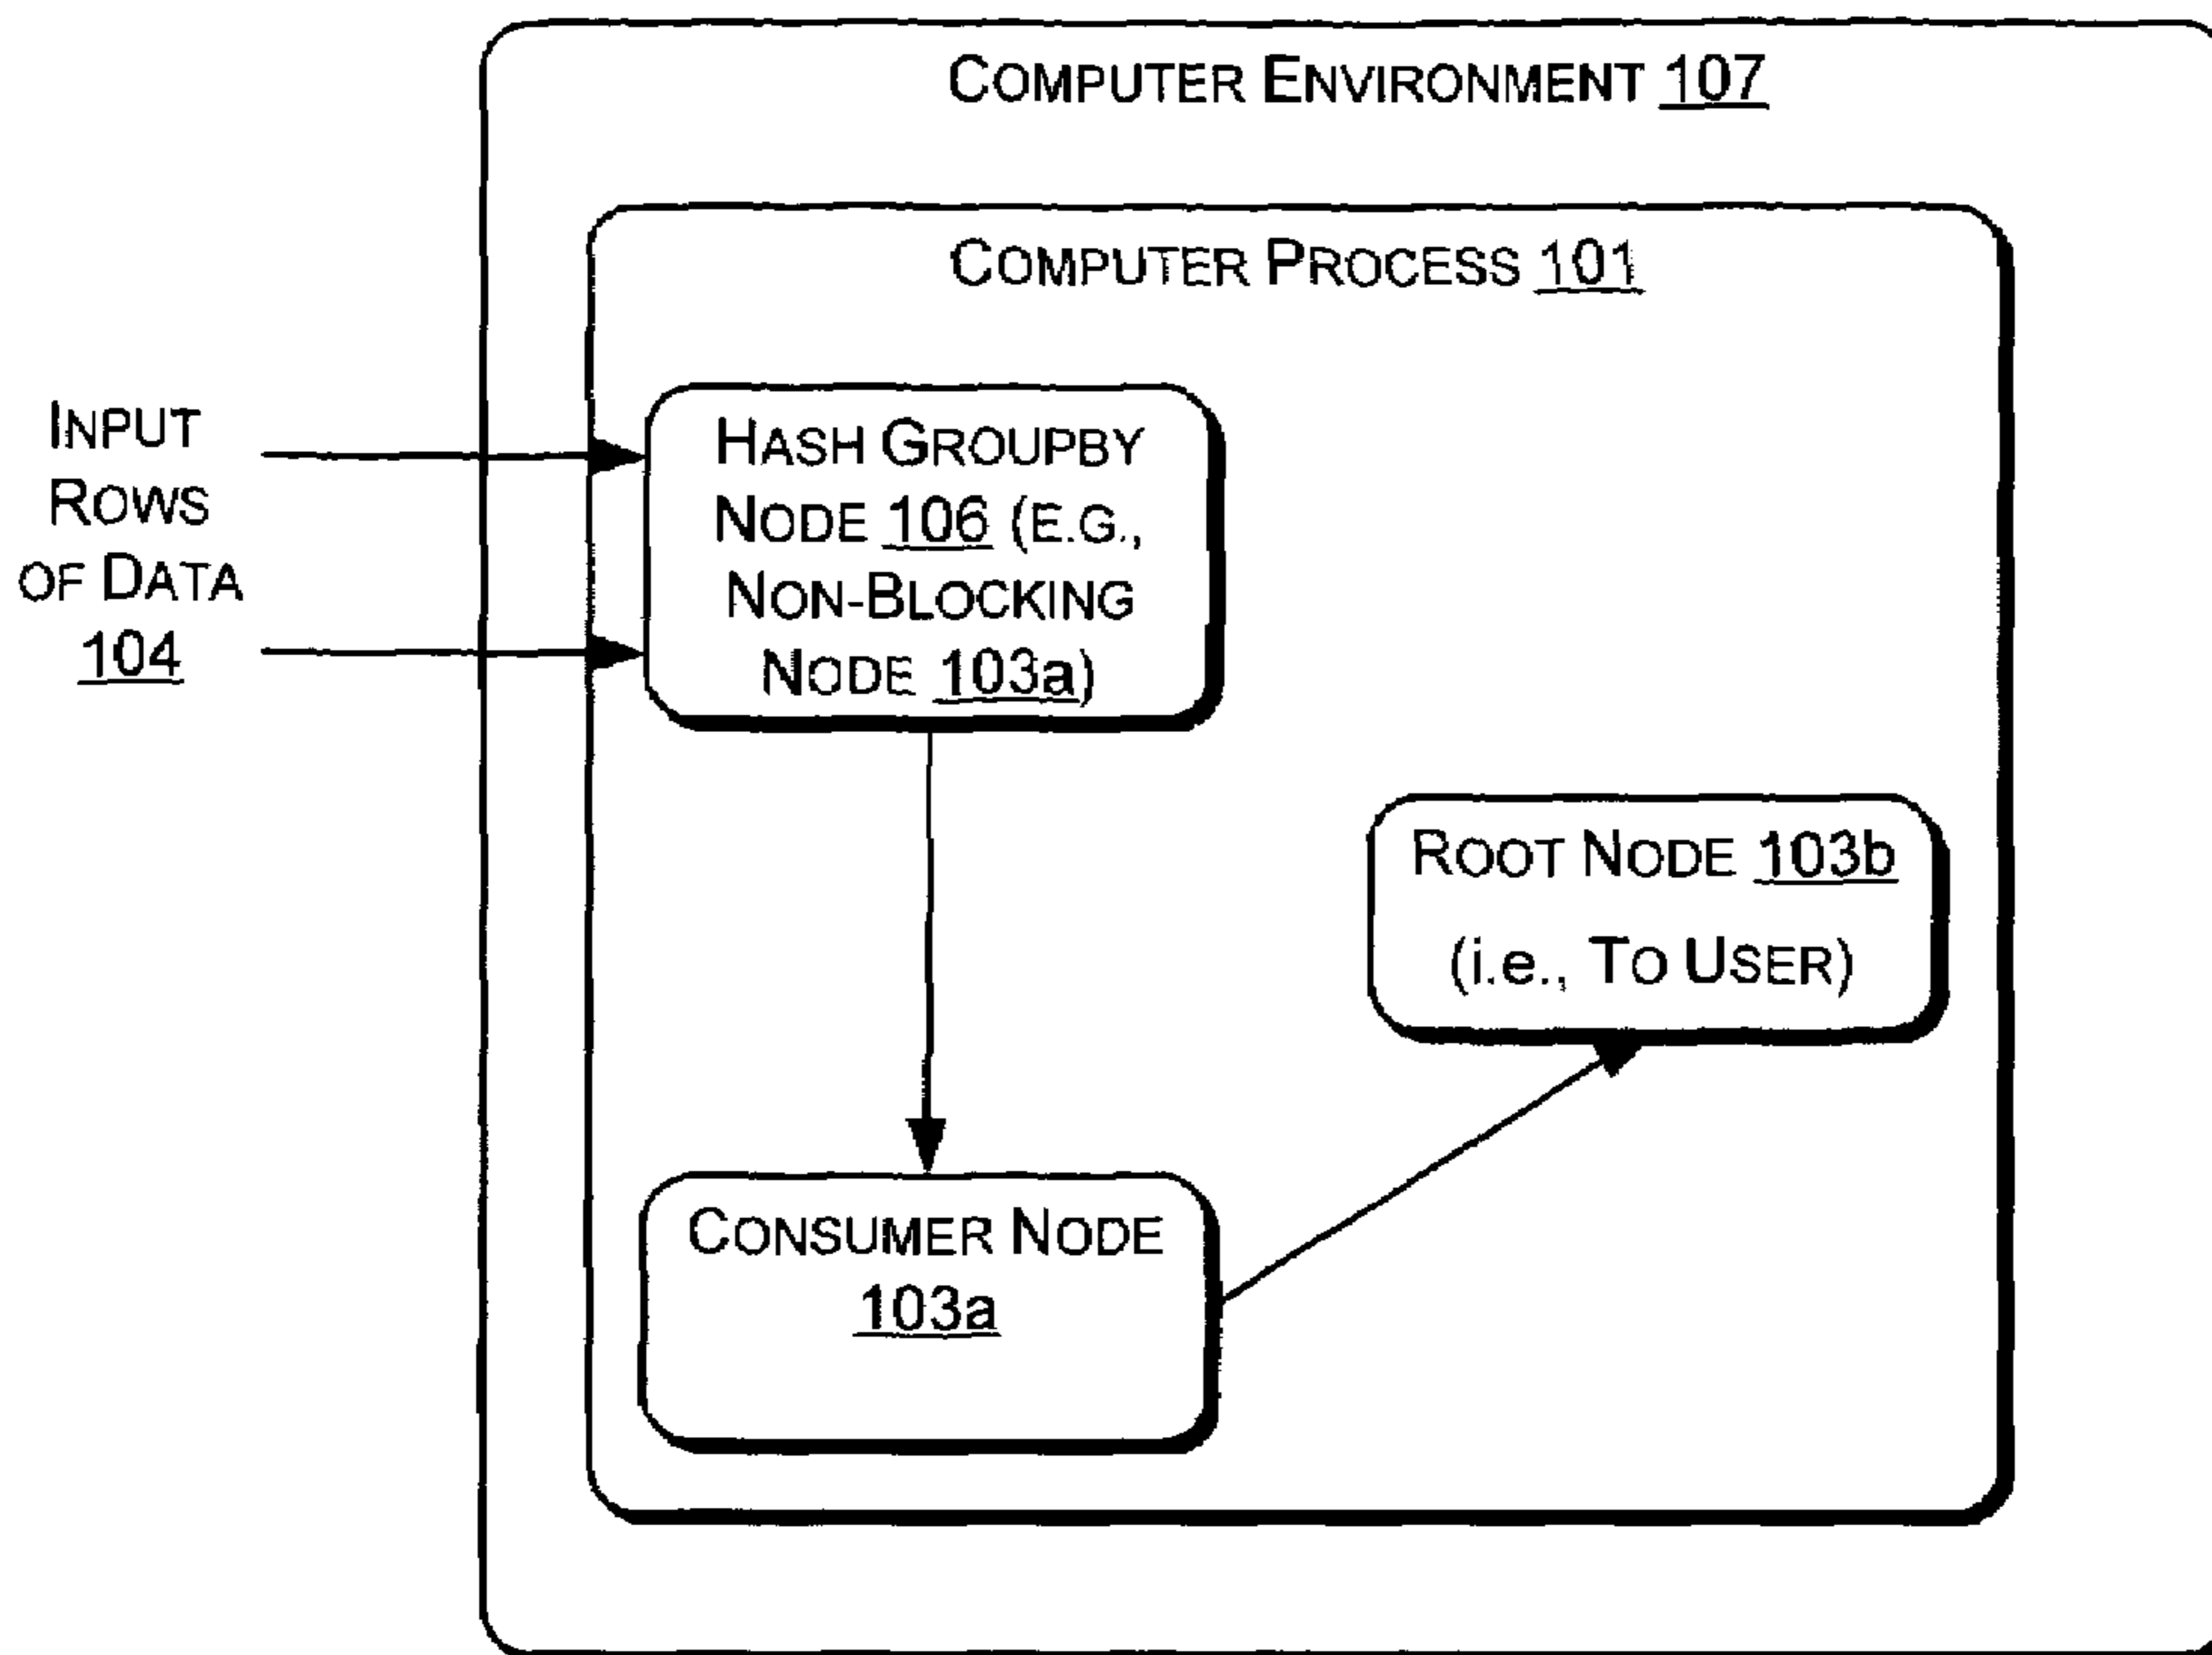 COMPUTER ENVIRONMENT 107
COMPUTER PROCESS 101
INPUT
ROWS
OF DATA
104
HASH GROUPBY
NODE 106 (E.G.,
NON-BLOCKING
NODE 103a)
ROOT NODE 103b
(i.e., TO USER)
CONSUMER NODE
103a